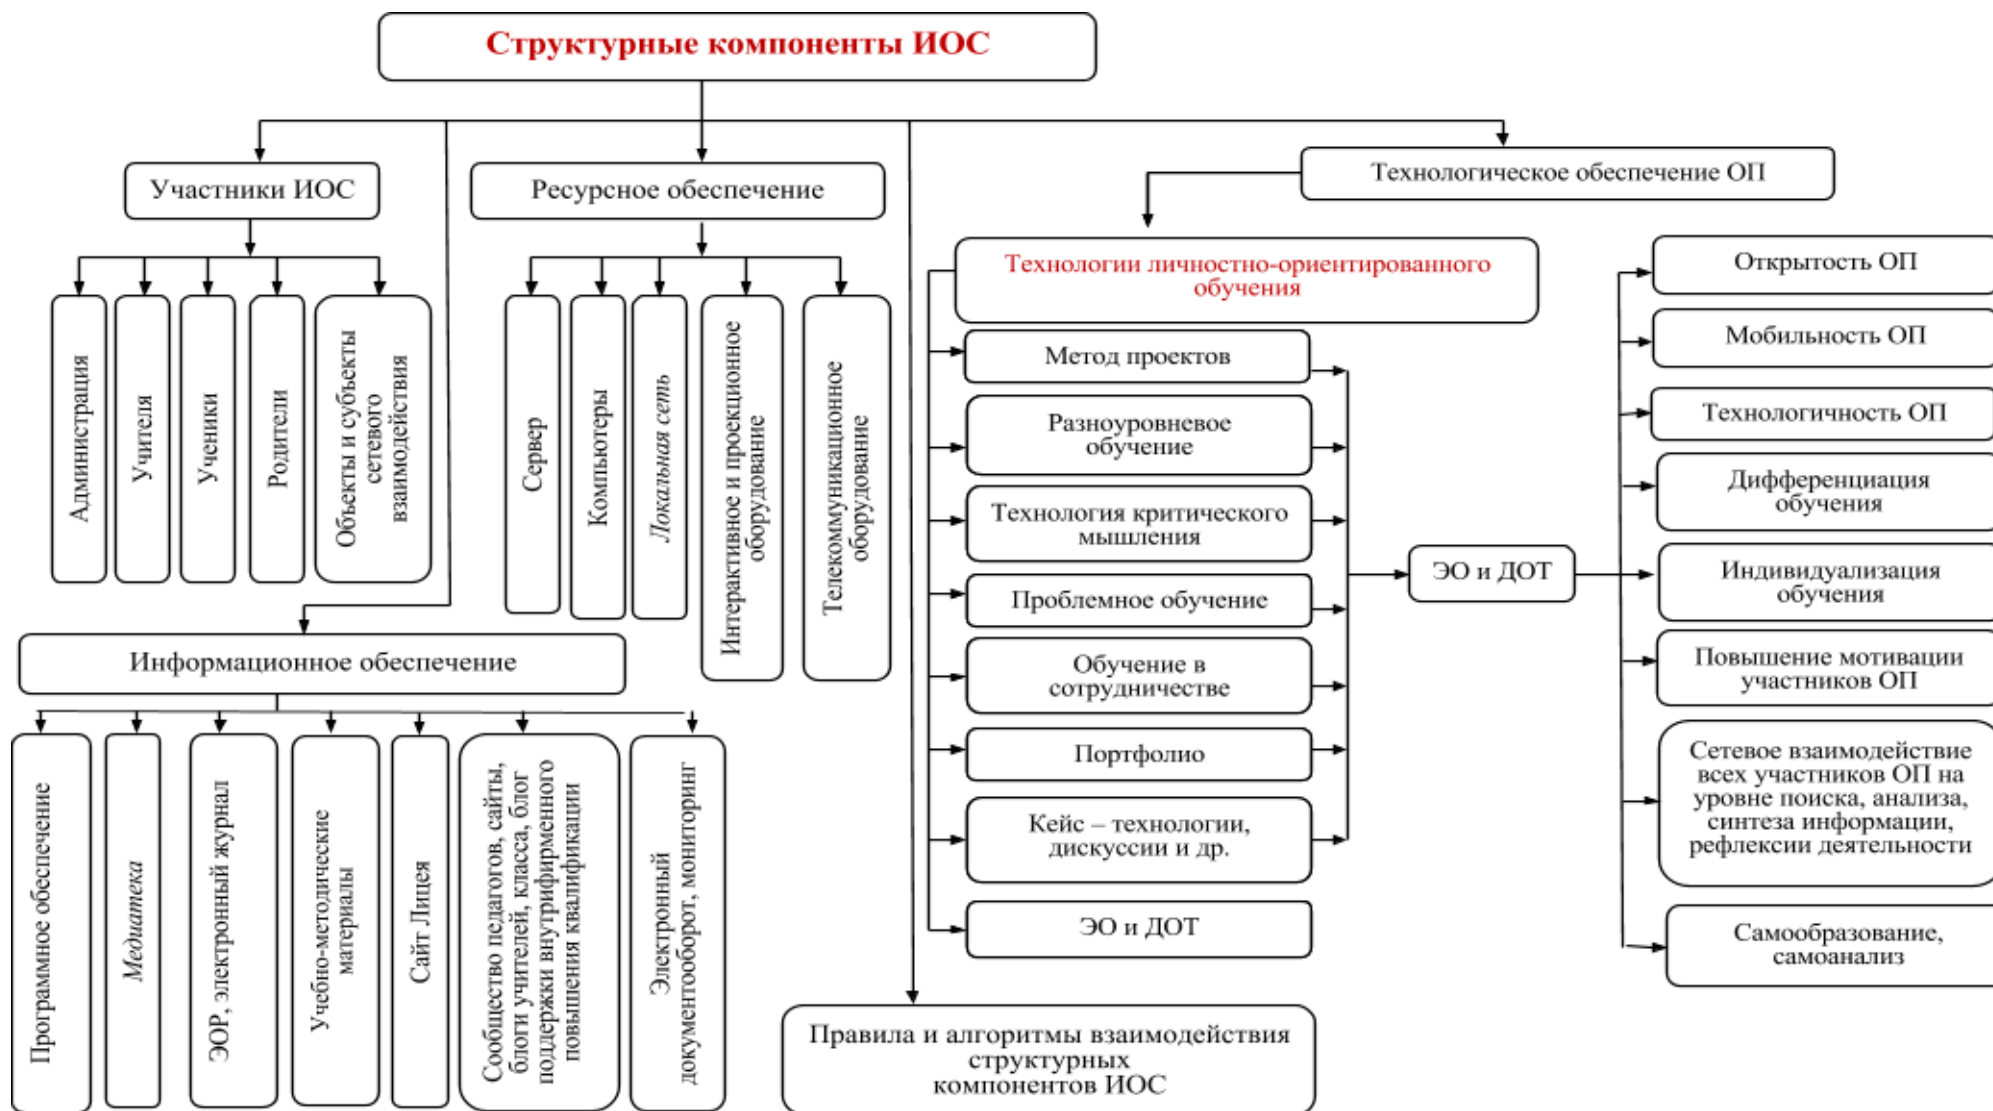 Структурные компоненты ИОС
Участники ИОС
Ресурсное обеспечение
Технологическое обеспечение ОП
Администрация
Учителя
Ученики
Родители
Объекты и субъекты
сетевого
взаимодействия
Сервер
Компьютеры
Локальная сеть
Интерактивное и проекционное
оборудование
Телекоммуникационное
оборудование
Информационное обеспечение
Программное обеспечение
Медиатека
ЭОР, электронный журнал
Учебно-методические
материалы
Сайт Лицея
Сообщество педагогов, сайты,
блоги учителей, класса, блог
поддержки внутрифирменного
повышения квалификации
Электронный
документооборот, мониторинг
Технологии личностно-ориентированного
обучения
Метод проектов
Разноуровневое
обучение
Технология критического
мышления
Проблемное обучение
Обучение в
сотрудничестве
Портфолио
Кейс – технологии,
дискуссии и др.
ЭО и ДОТ
ЭО и ДОТ
Открытость ОП
Мобильность ОП
Технологичность ОП
Дифференциация
обучения
Индивидуализация
обучения
Повышение мотивации
участников ОП
Сетевое взаимодействие
всех участников ОП на
уровне поиска, анализа,
синтеза информации,
рефлексии деятельности
Самообразование,
самоанализ
Правила и алгоритмы взаимодействия
структурных
компонентов ИОС